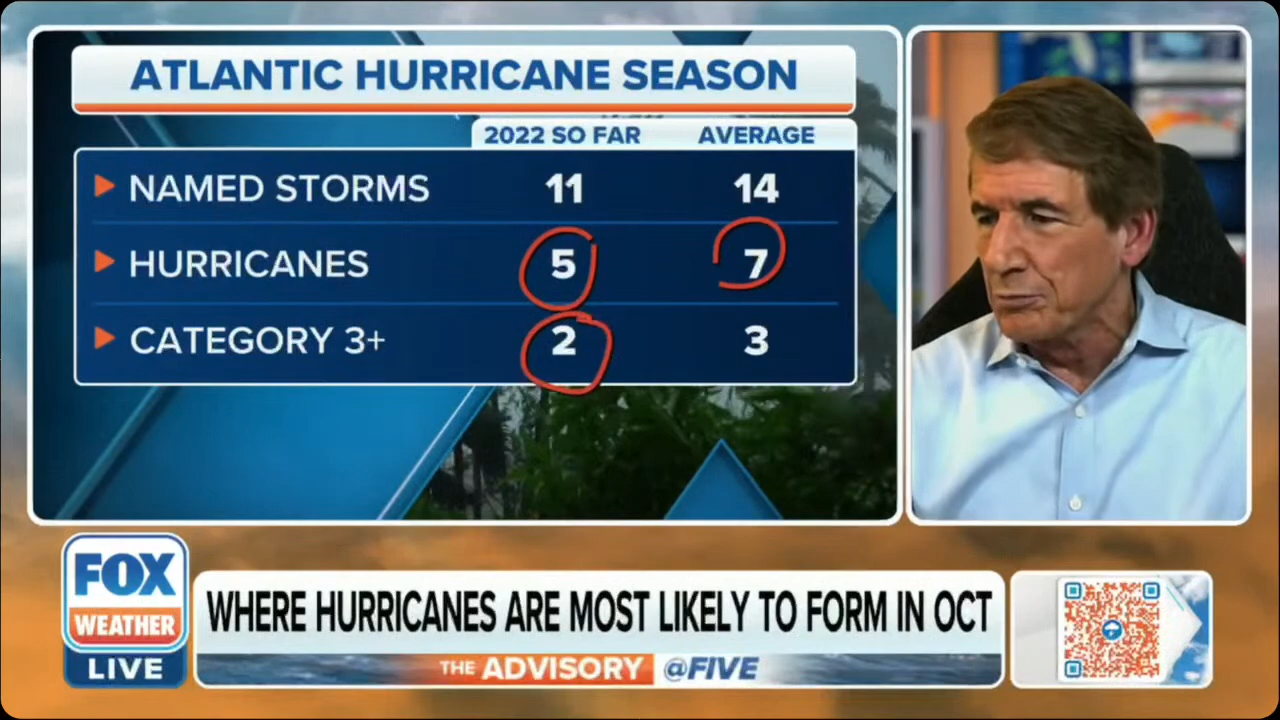 ATLANTIC HURRICANE SEASON
2022 SO FAR AVERAGE
NAMED STORMS 11 14
HURRICANES 5 7
CATEGORY 3+ 2 3
FOX
WEATHER
LIVE
WHERE HURRICANES ARE MOST LIKELY TO FORM IN OCT
THE ADVISORY @FIVE